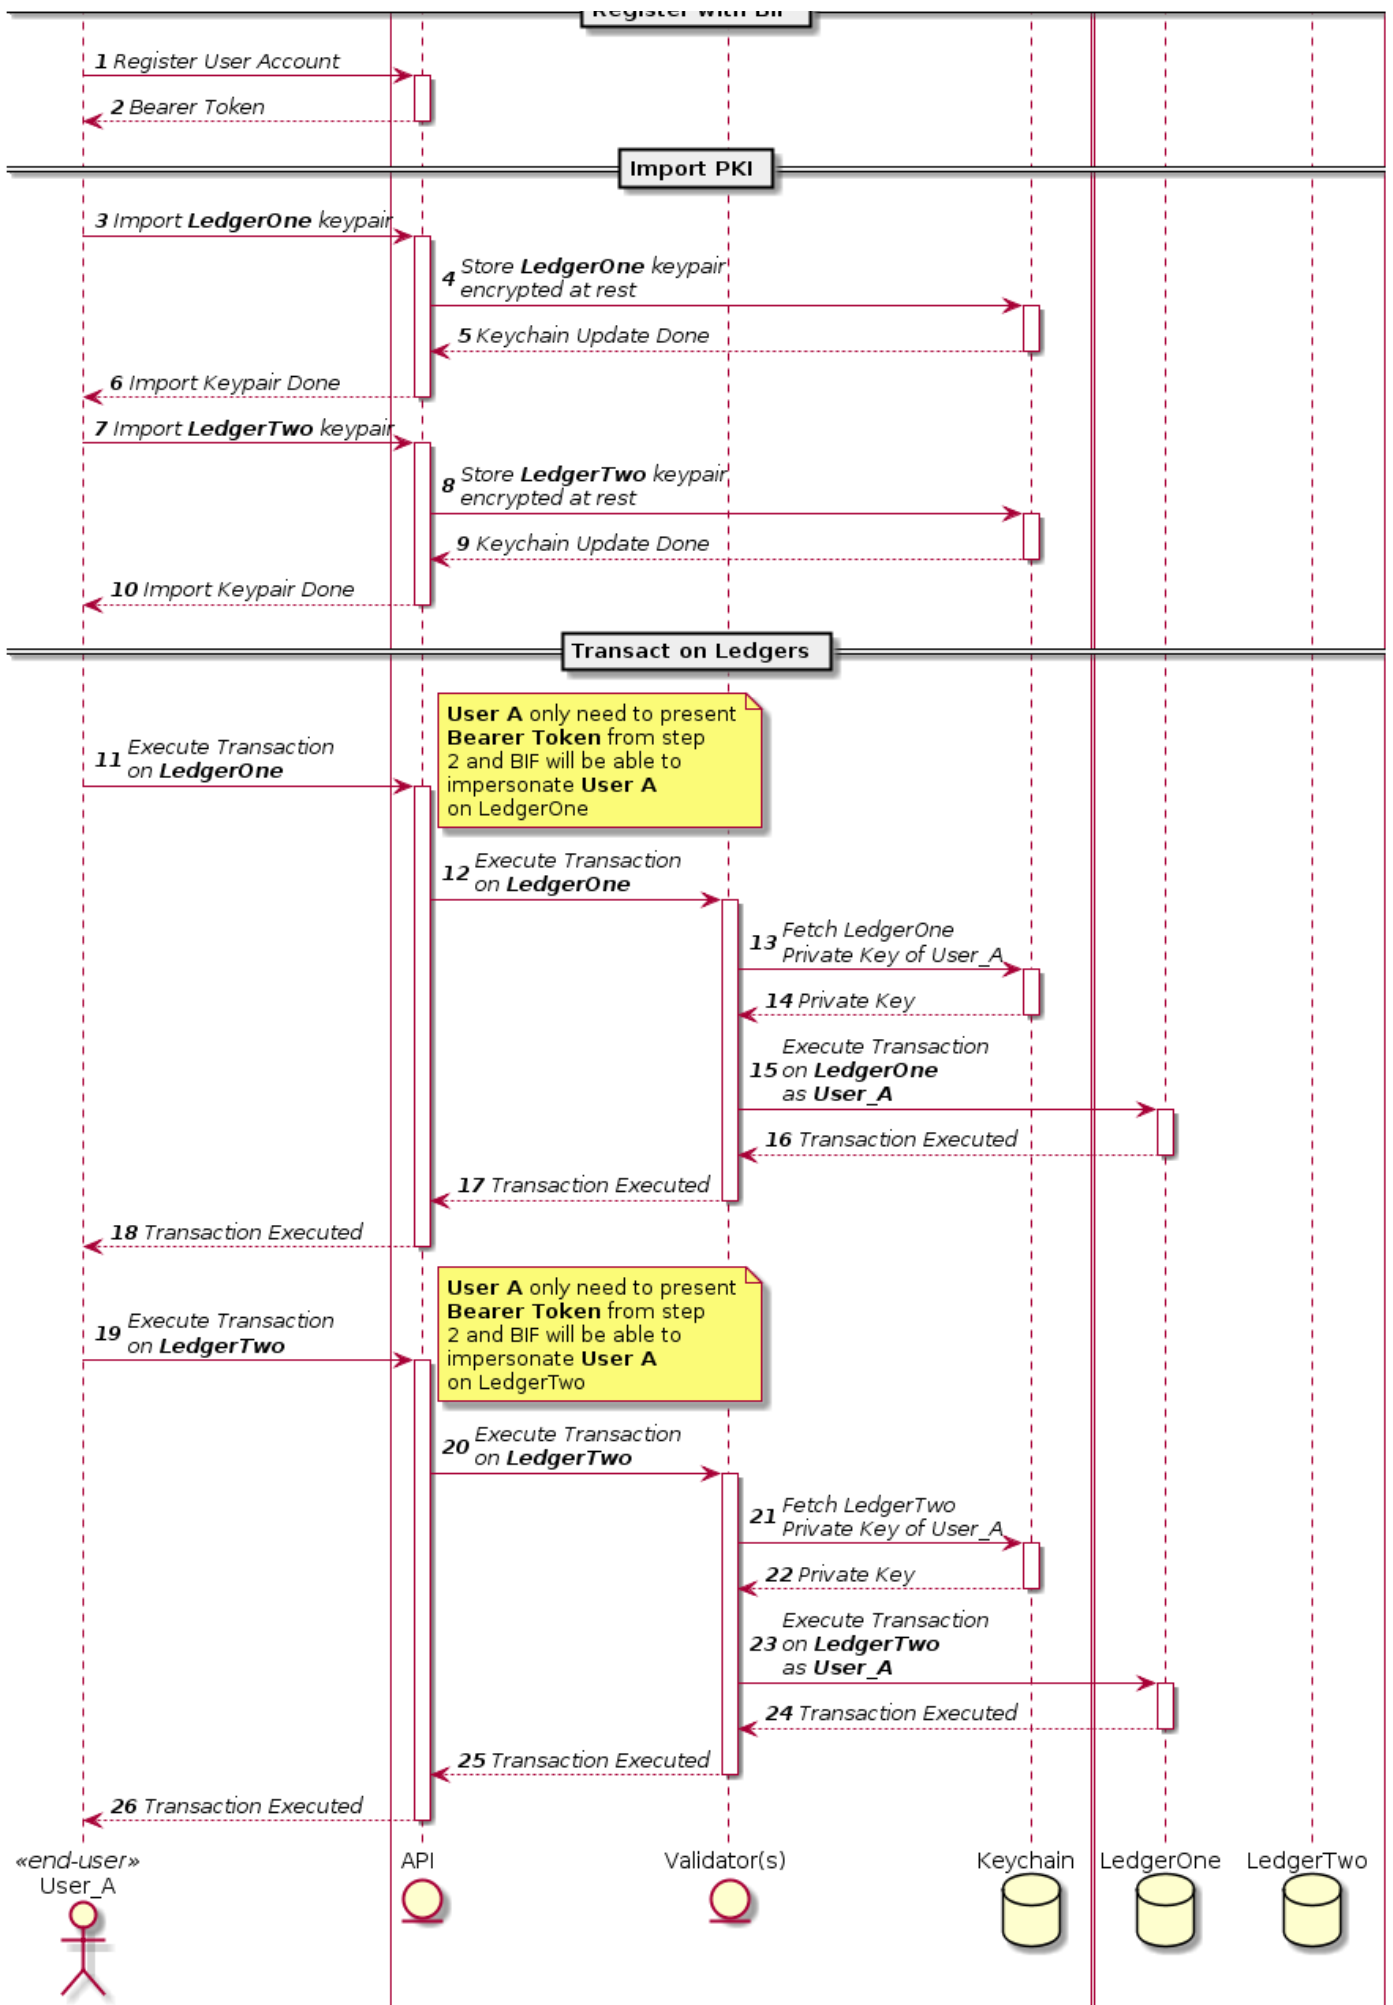 Register with BIF
1 Register User Account
2 Bearer Token
Import PKI
3 Import LedgerOne keypair
4 Store LedgerOne keypair
encrypted at rest
5 Keychain Update Done
6 Import Keypair Done
7 Import LedgerTwo keypair
8 Store LedgerTwo keypair
encrypted at rest
9 Keychain Update Done
10 Import Keypair Done
Transact on Ledgers
User A only need to present
Bearer Token from step
2 and BIF will be able to
impersonate User A
on LedgerOne
11 Execute Transaction
on LedgerOne
12 Execute Transaction
on LedgerOne
13 Fetch LedgerOne
Private Key of User_A
14 Private Key
15 Execute Transaction
on LedgerOne
as User_A
16 Transaction Executed
17 Transaction Executed
18 Transaction Executed
User A only need to present
Bearer Token from step
2 and BIF will be able to
impersonate User A
on LedgerTwo
19 Execute Transaction
on LedgerTwo
20 Execute Transaction
on LedgerTwo
21 Fetch LedgerTwo
Private Key of User_A
22 Private Key
23 Execute Transaction
on LedgerTwo
as User_A
24 Transaction Executed
25 Transaction Executed
26 Transaction Executed
«end-user»
User_A
API
Validator(s)
Keychain
LedgerOne
LedgerTwo